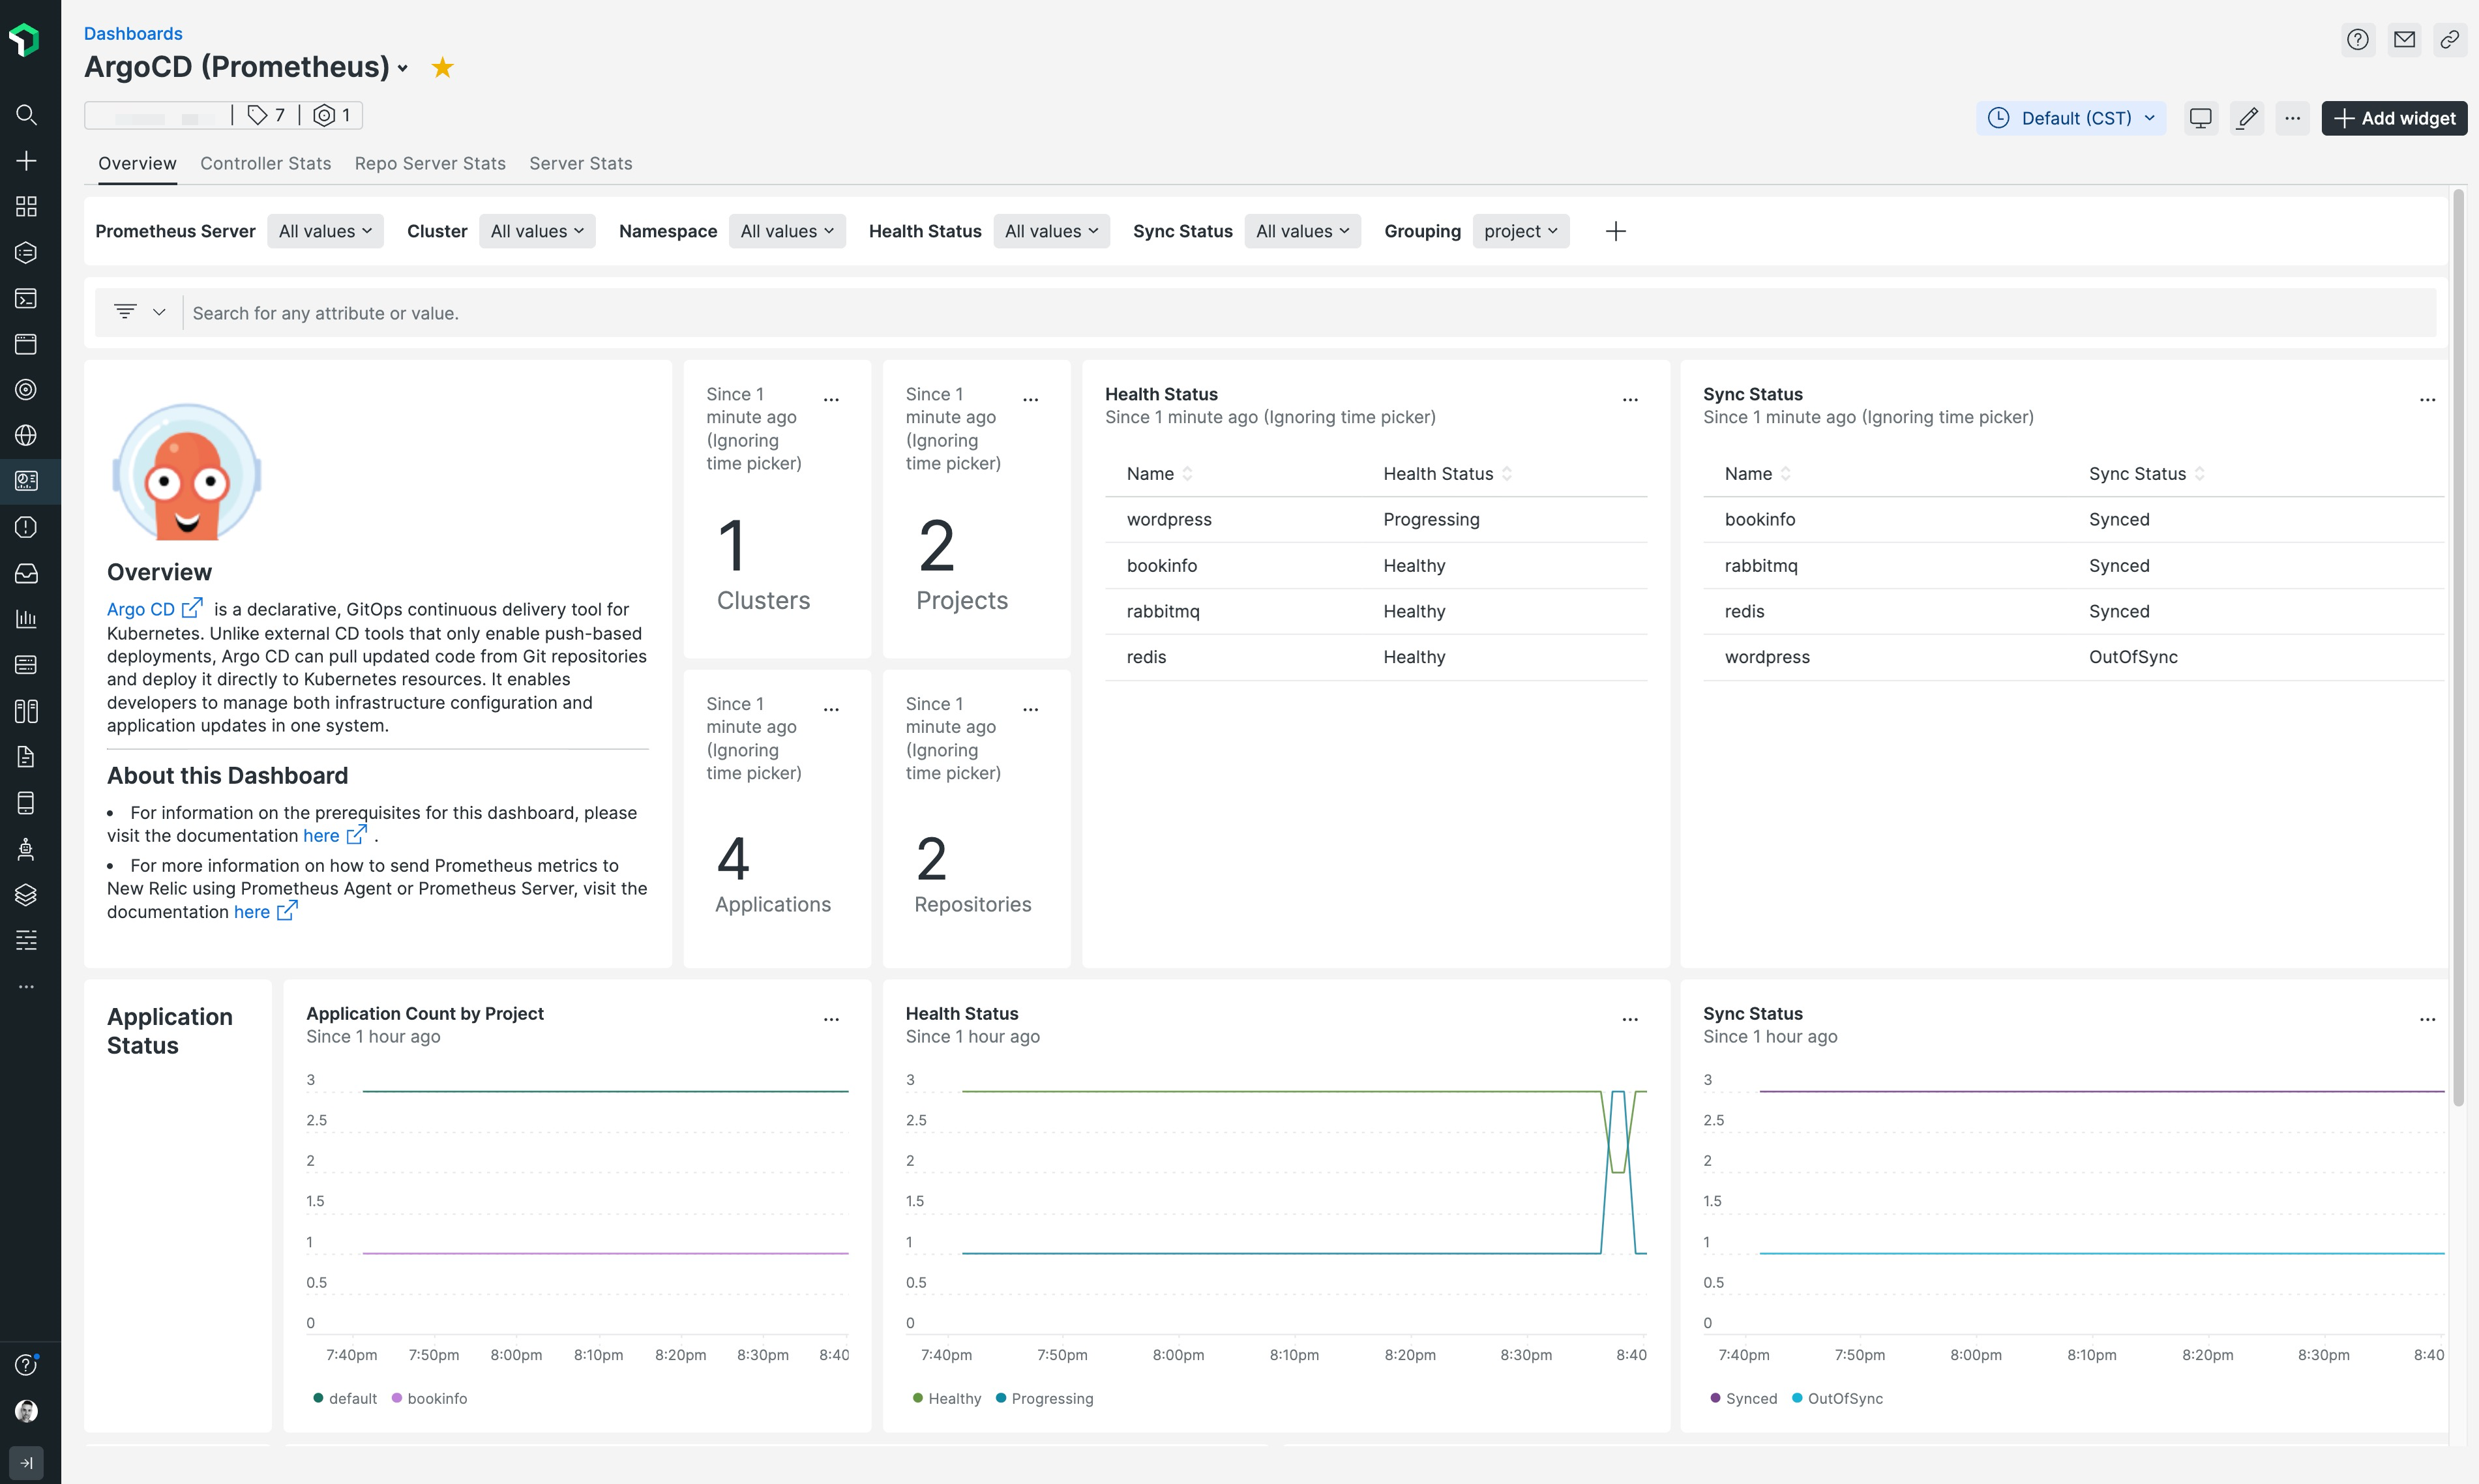 Dashboards
ArgoCD (Prometheus)
7
1
Default (CST)
Add widget
Overview
Controller Stats
Repo Server Stats
Server Stats
Prometheus Server
All values
Cluster
All values
Namespace
All values
Health Status
All values
Sync Status
All values
Grouping
project
Search for any attribute or value.
Overview
Argo CD is a declarative, GitOps continuous delivery tool for
Kubernetes. Unlike external CD tools that only enable push-based
deployments, Argo CD can pull updated code from Git repositories
and deploy it directly to Kubernetes resources. It enables
developers to manage both infrastructure configuration and
application updates in one system.
About this Dashboard
• For information on the prerequisites for this dashboard, please
visit the documentation here .
• For more information on how to send Prometheus metrics to
New Relic using Prometheus Agent or Prometheus Server, visit the
documentation here
Since 1
minute ago
(Ignoring
time picker)
1
Clusters
Since 1
minute ago
(Ignoring
time picker)
2
Projects
Since 1
minute ago
(Ignoring
time picker)
4
Applications
Since 1
minute ago
(Ignoring
time picker)
2
Repositories
Health Status
Since 1 minute ago (Ignoring time picker)
Name Health Status
wordpress Progressing
bookinfo Healthy
rabbitmq Healthy
redis Healthy
Sync Status
Since 1 minute ago (Ignoring time picker)
Name Sync Status
bookinfo Synced
rabbitmq Synced
redis Synced
wordpress OutOfSync
Application
Status
Application Count by Project
Since 1 hour ago
3
2.5
2
1.5
1
0.5
0
7:40pm 7:50pm 8:00pm 8:10pm 8:20pm 8:30pm 8:40
default bookinfo
Health Status
Since 1 hour ago
3
2.5
2
1.5
1
0.5
0
7:40pm 7:50pm 8:00pm 8:10pm 8:20pm 8:30pm 8:40
Healthy Progressing
Sync Status
Since 1 hour ago
3
2.5
2
1.5
1
0.5
0
7:40pm 7:50pm 8:00pm 8:10pm 8:20pm 8:30pm 8:40
Synced OutOfSync